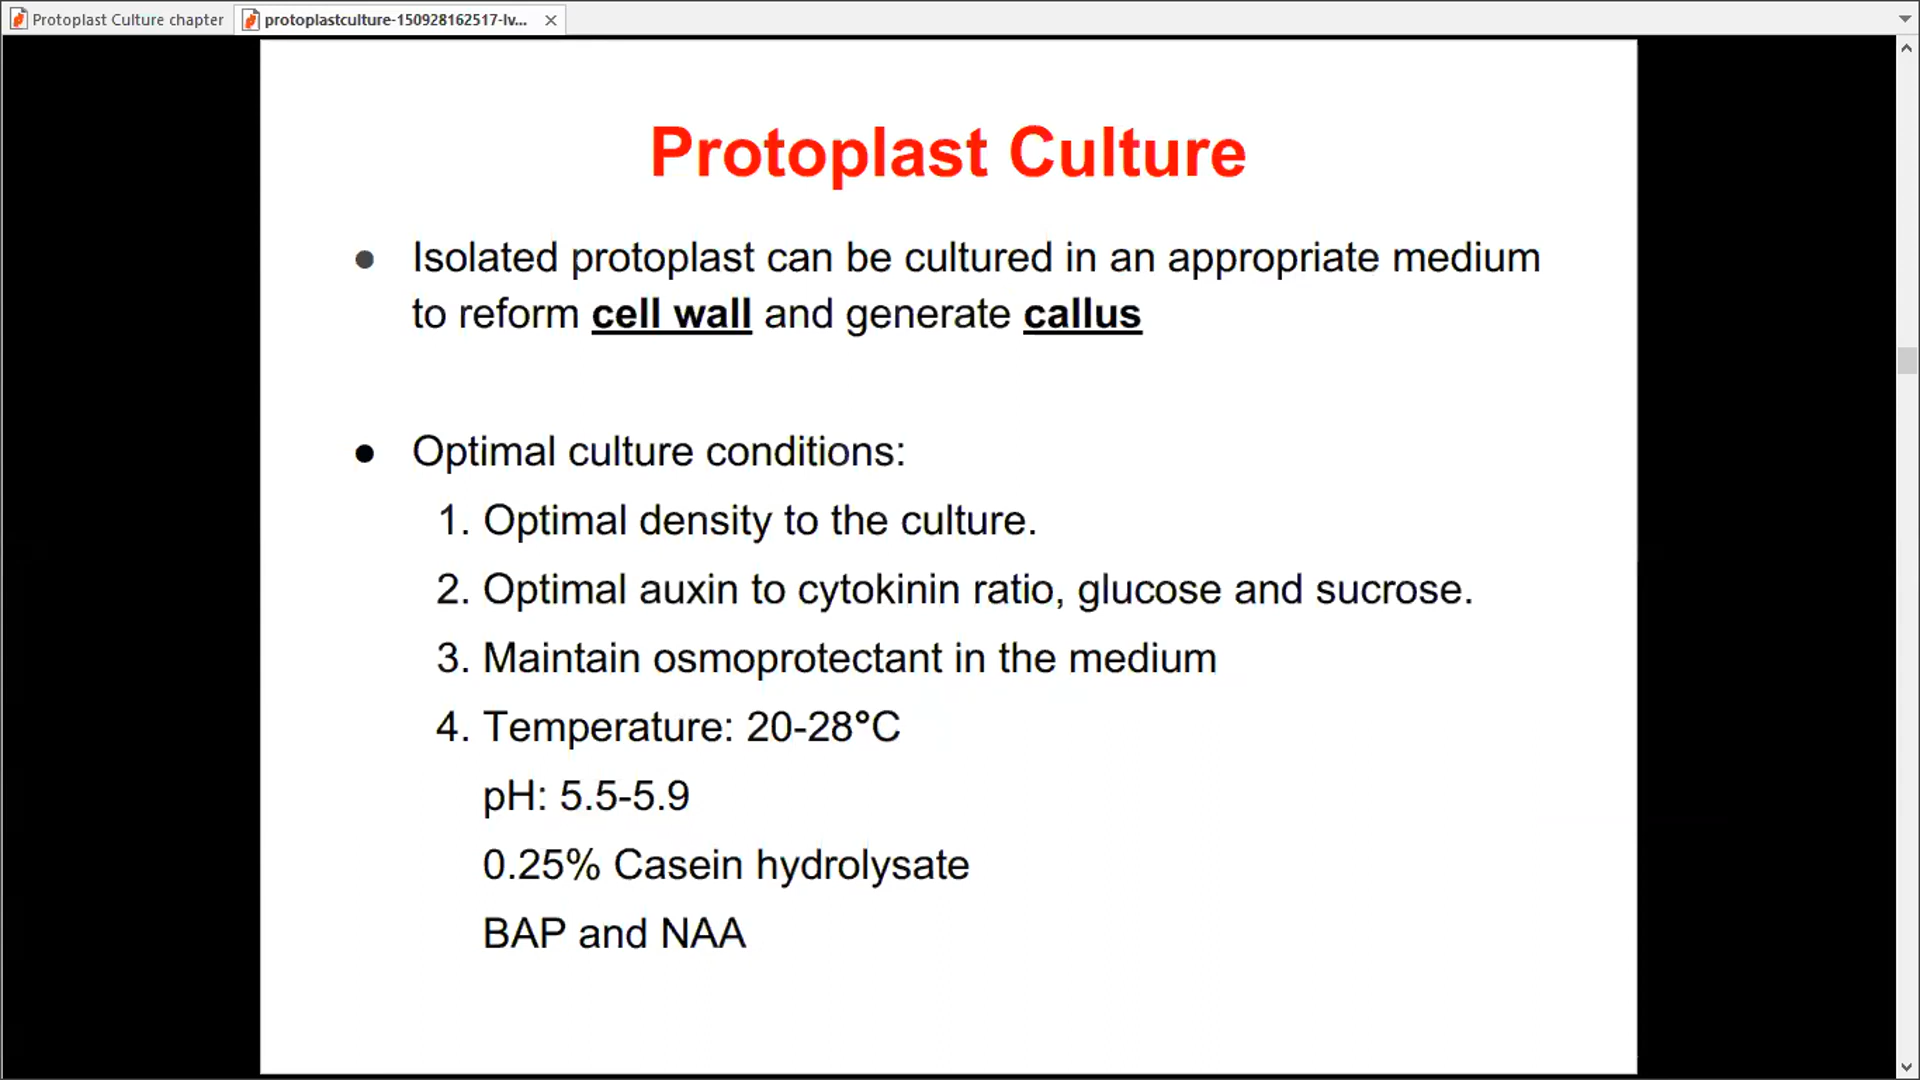 Protoplast Culture chapter
protoplastculture-150928162517-lv...
Protoplast Culture
● Isolated protoplast can be cultured in an appropriate medium
to reform cell wall and generate callus
● Optimal culture conditions:
1. Optimal density to the culture.
2. Optimal auxin to cytokinin ratio, glucose and sucrose.
3. Maintain osmoprotectant in the medium
4. Temperature: 20-28°C
pH: 5.5-5.9
0.25% Casein hydrolysate
BAP and NAA